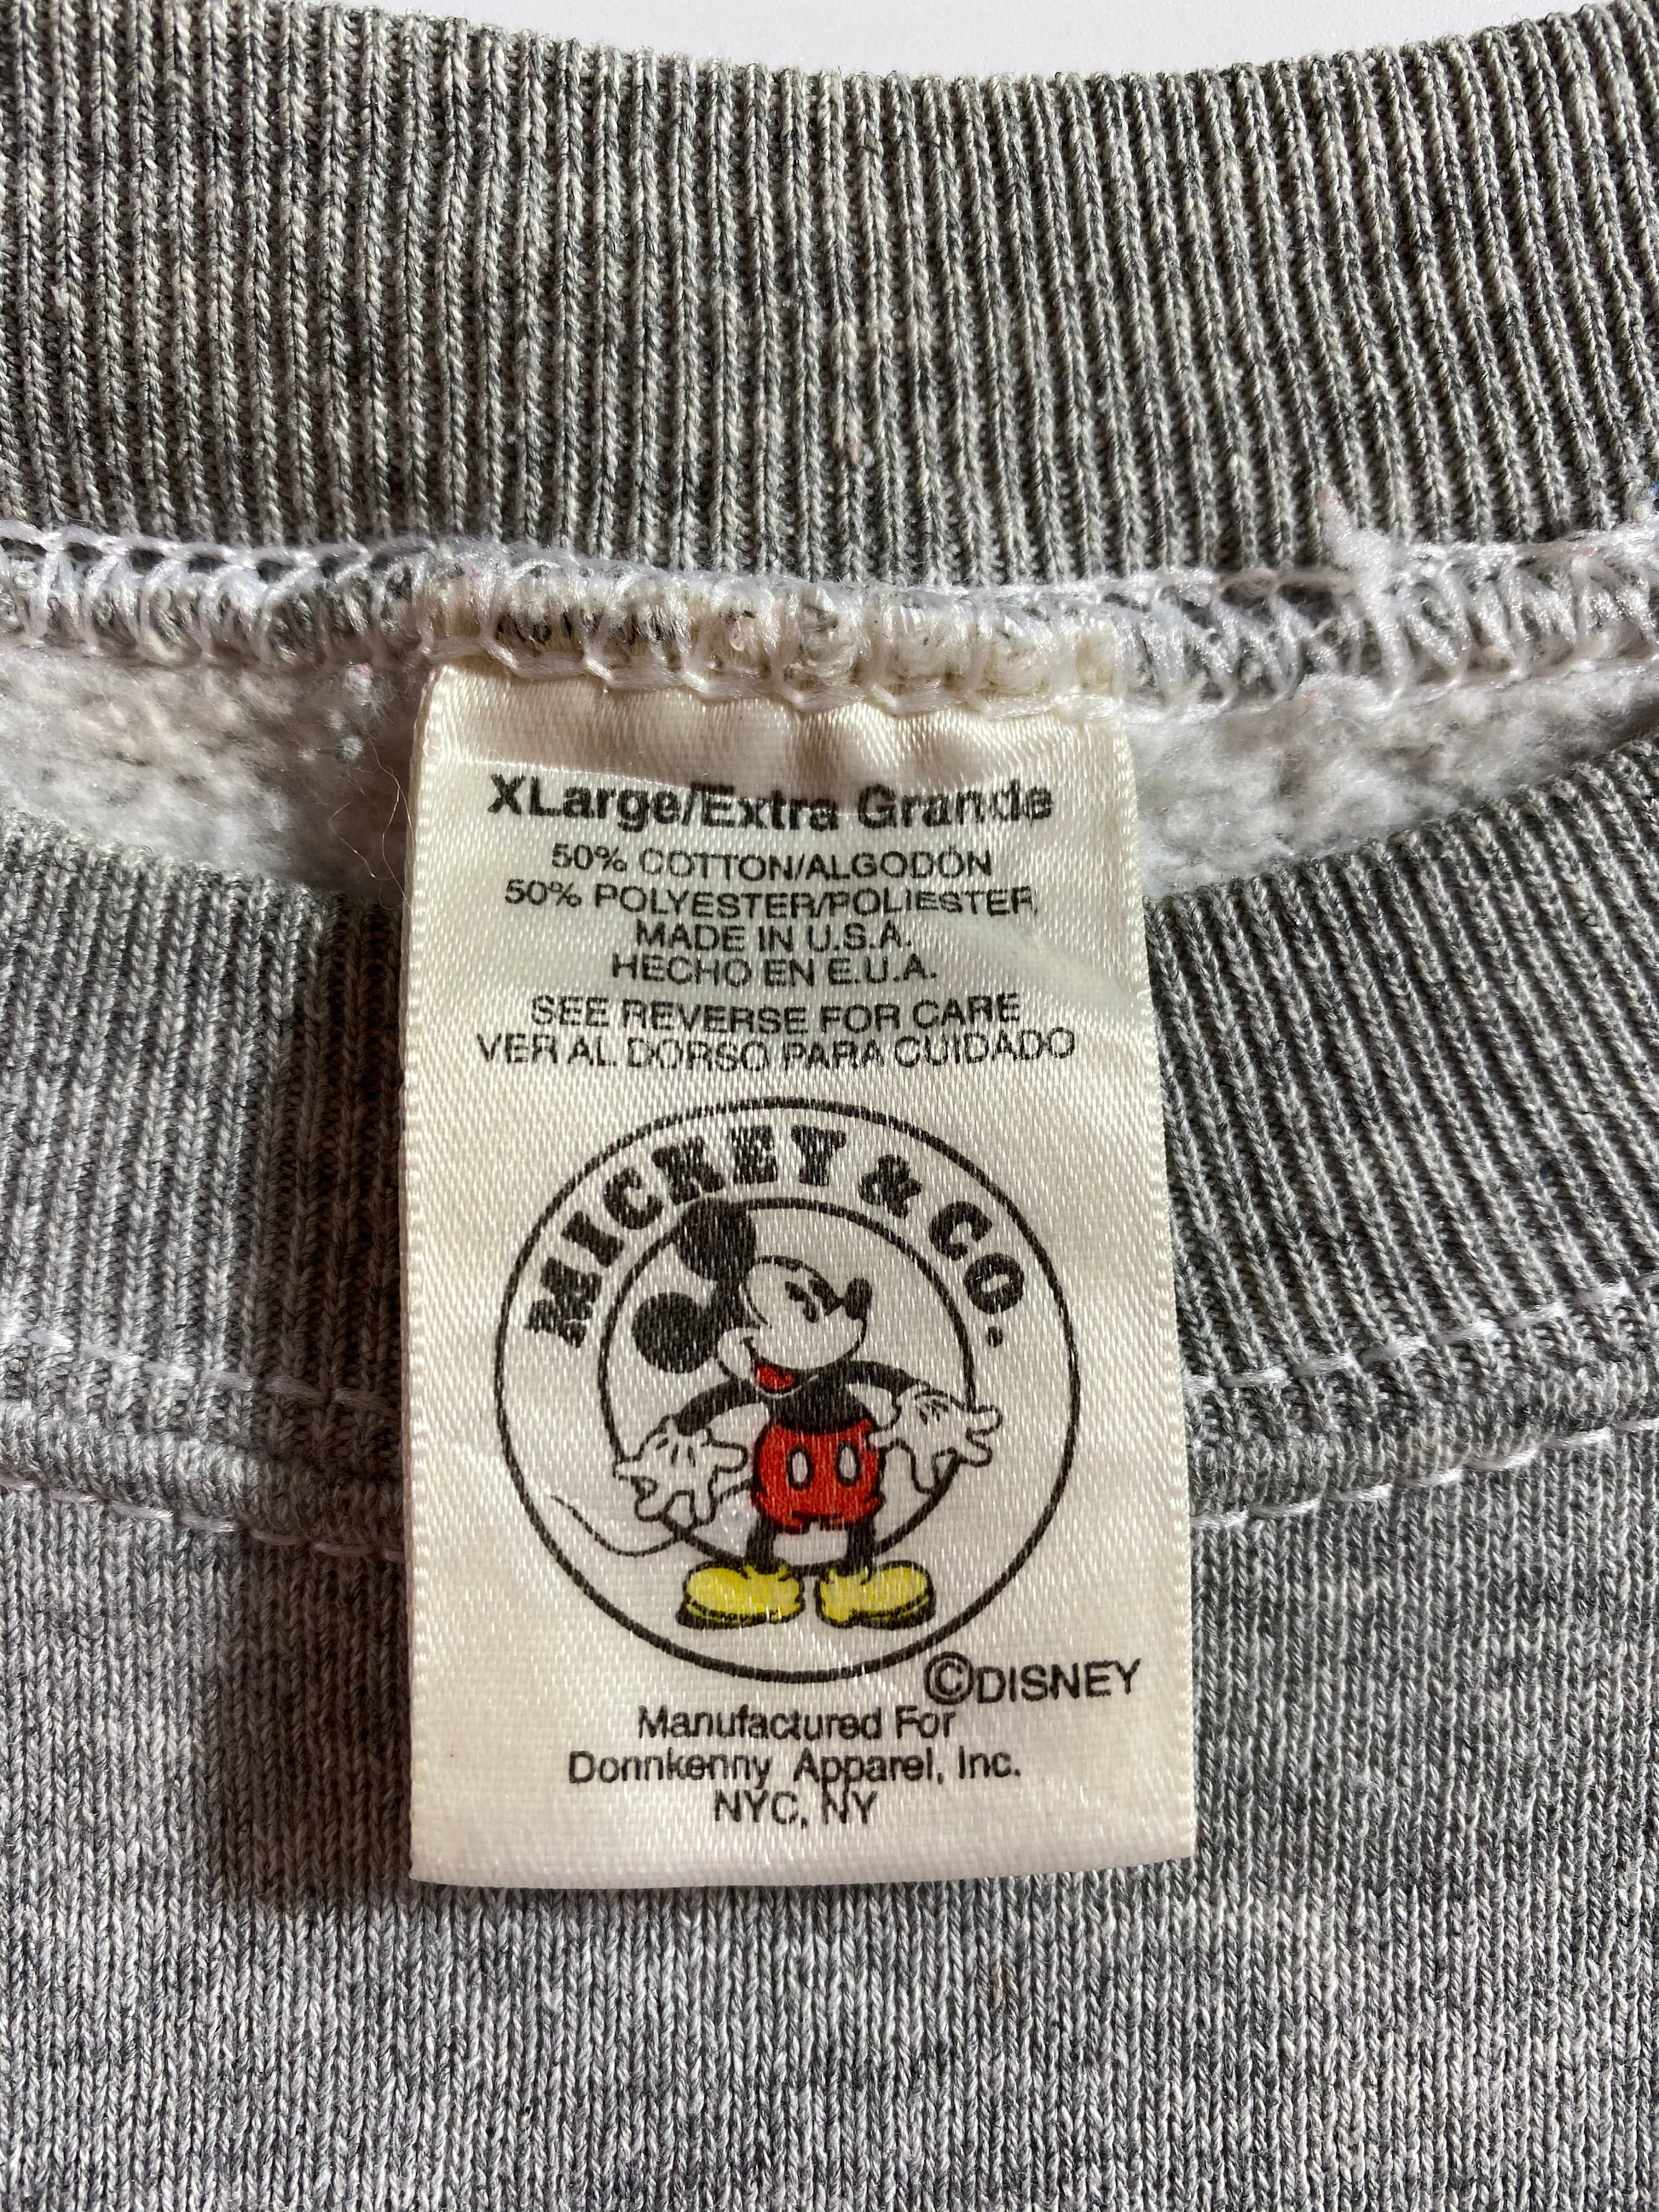 XLarge/Extra Grande
50% COTTON/ALGODÓN
50% POLYESTER/POLIESTER
MADE IN U.S.A.
HECHO EN E.U.A.
SEE REVERSE FOR CARE
VER AL DORSO PARA CUIDADO
MICKEY & CO.
©DISNEY
Manufactured For
Donnkenny Apparel, Inc.
NYC, NY